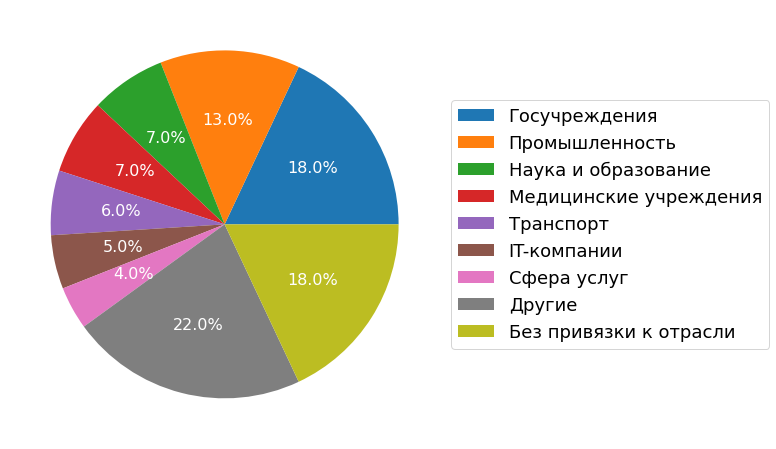 13.0%
18.0%
7.0%
7.0%
6.0%
5.0%
4.0%
22.0%
18.0%
Госучреждения
Промышленность
Наука и образование
Медицинские учреждения
Транспорт
IT-компании
Сфера услуг
Другие
Без привязки к отрасли